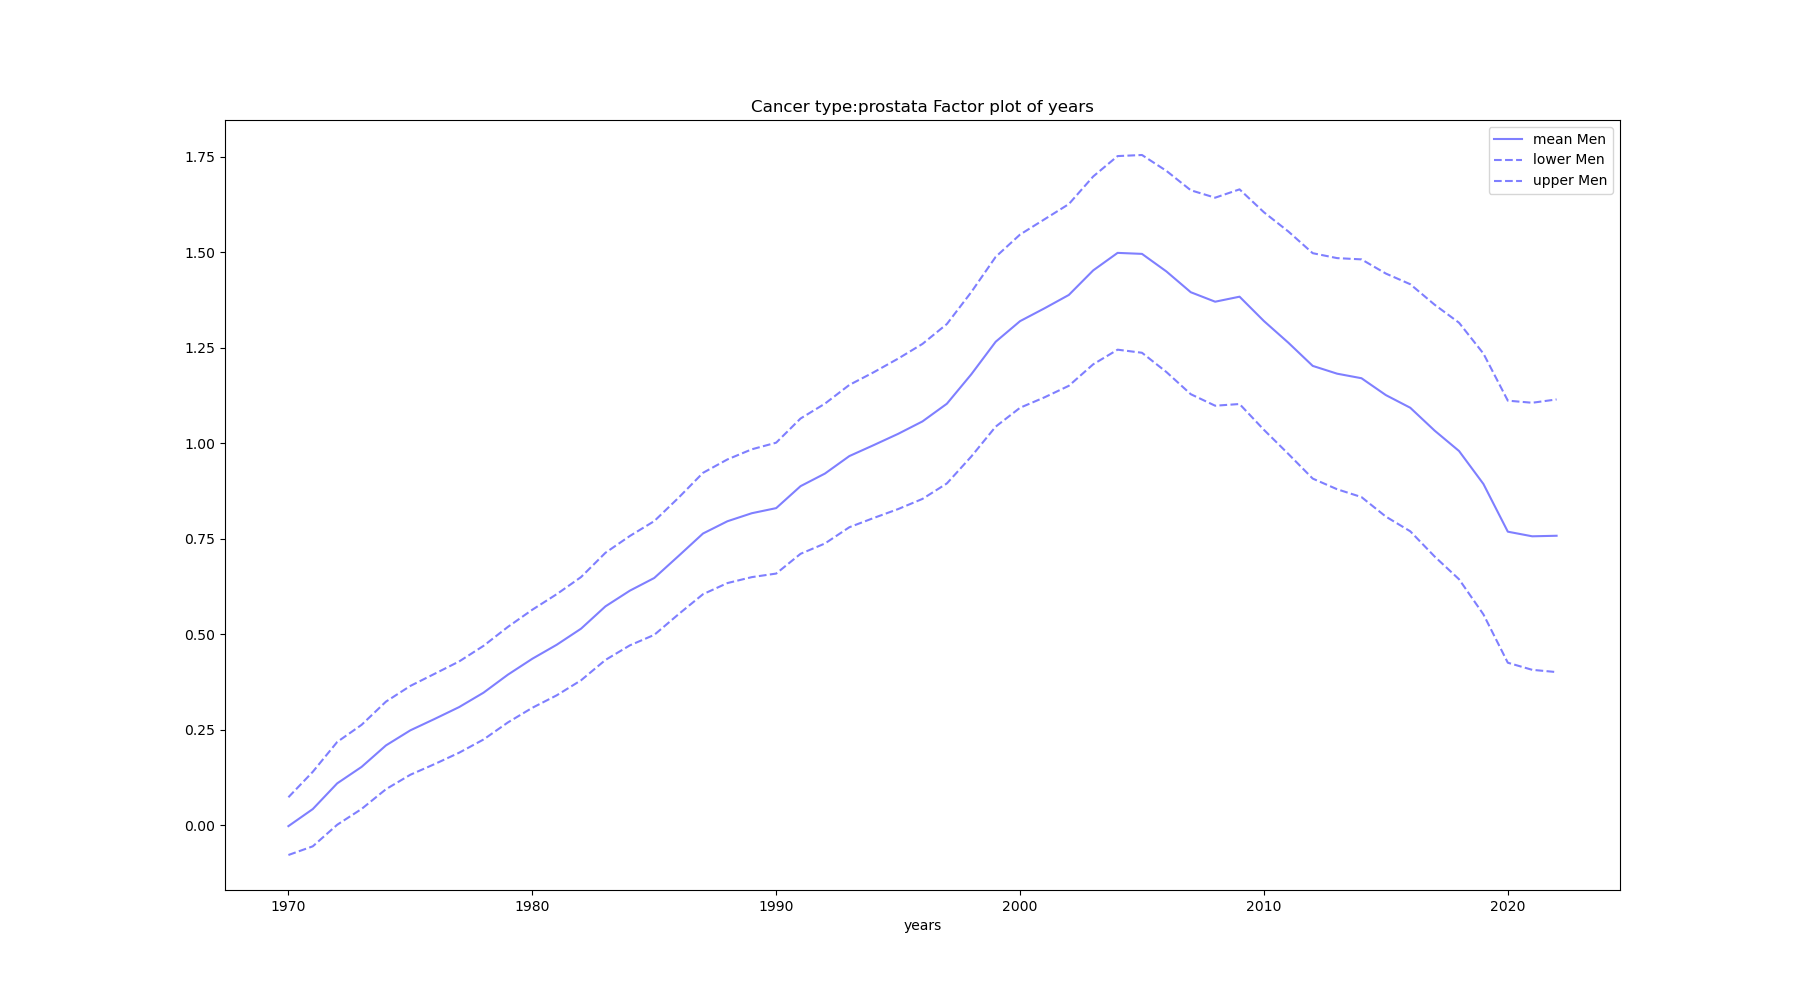 Cancer type:prostata Factor plot of years
mean Men
lower Men
upper Men
1.75
1.50
1.25
1.00
0.75
0.50
0.25
0.00
1970 1980 1990 2000 2010 2020
years